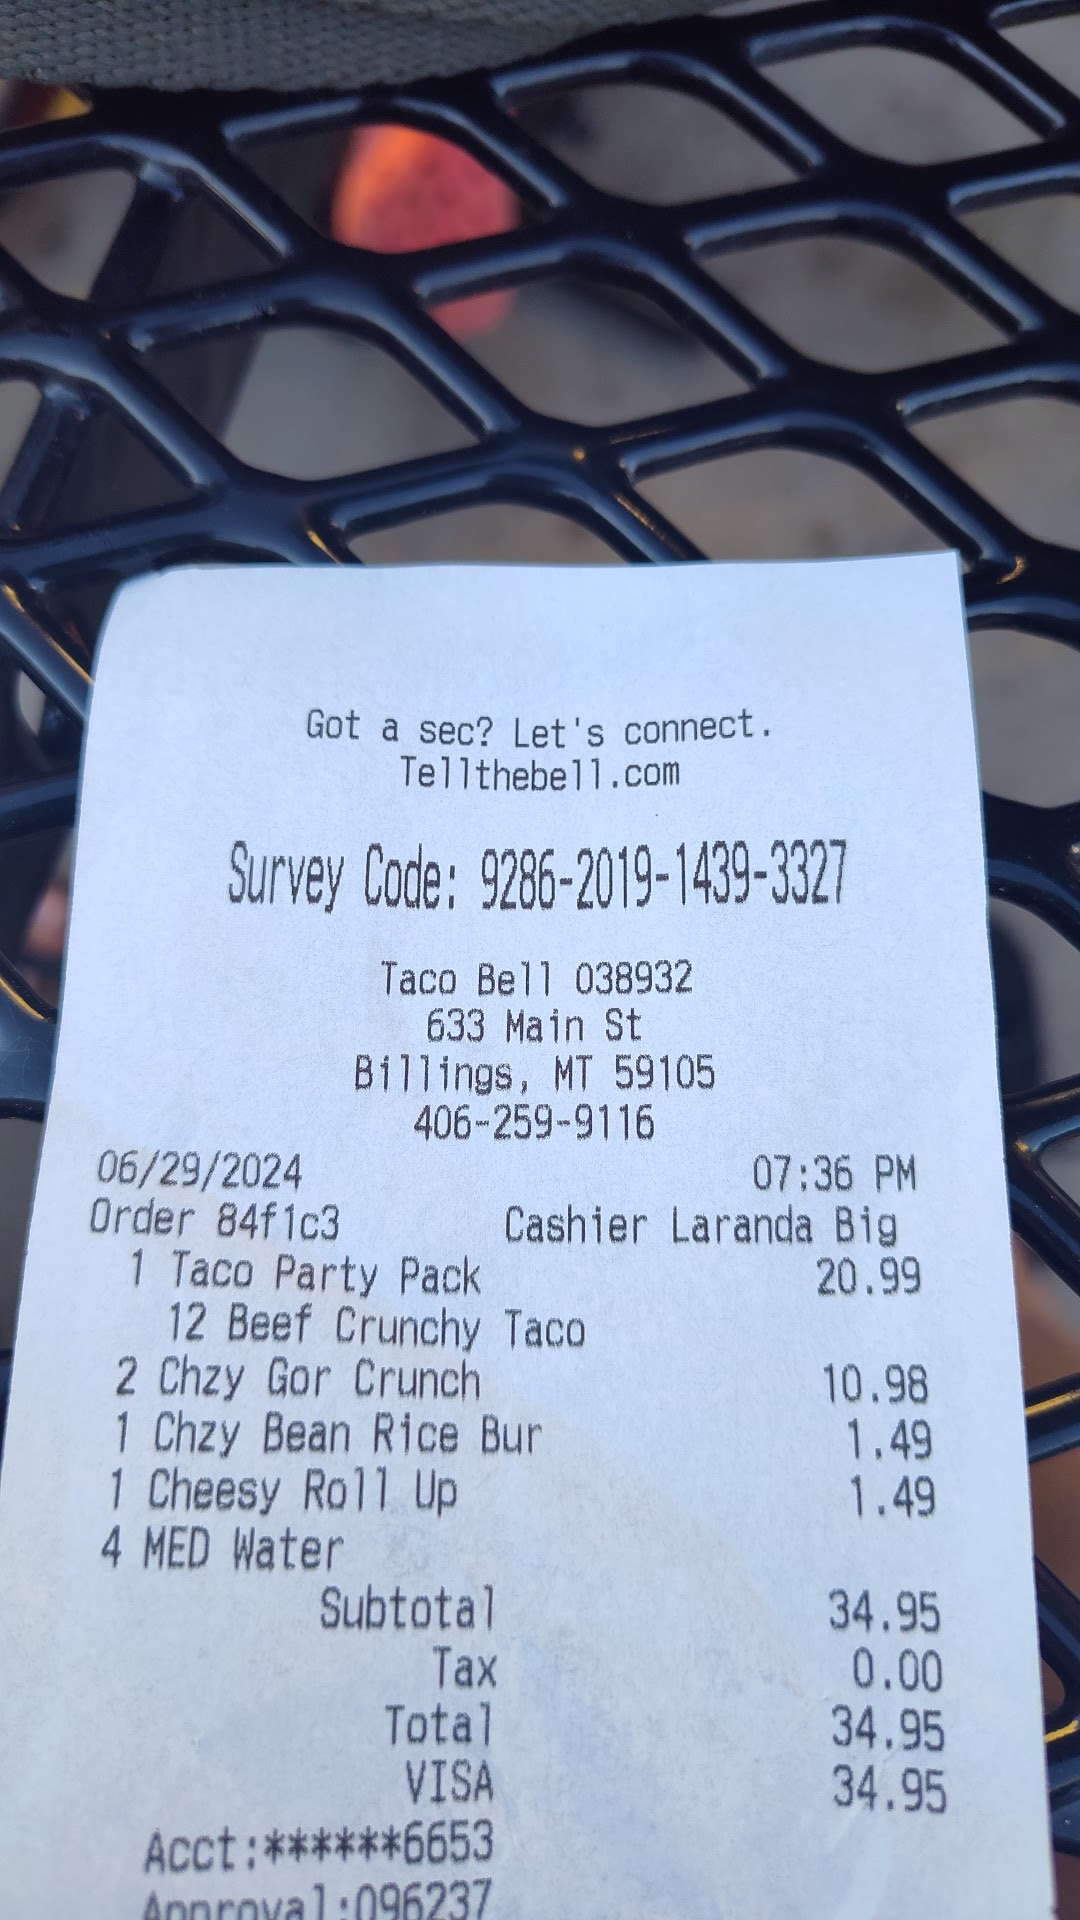 Got a sec? Let's connect.
Tellthebell.com
Survey Code: 9286-2019-1439-3327
Taco Bell 038932
633 Main St
Billings, MT 59105
406-259-9116
06/29/2024 07:36 PM
Order 84f1c3 Cashier Laranda Big
1 Taco Party Pack 20.99
12 Beef Crunchy Taco
2 Chzy Gor Crunch 10.98
1 Chzy Bean Rice Bur 1.49
1 Cheesy Roll Up 1.49
4 MED Water
Subtotal 34.95
Tax 0.00
Total 34.95
VISA 34.95
Acct:******6653
Approval:096237